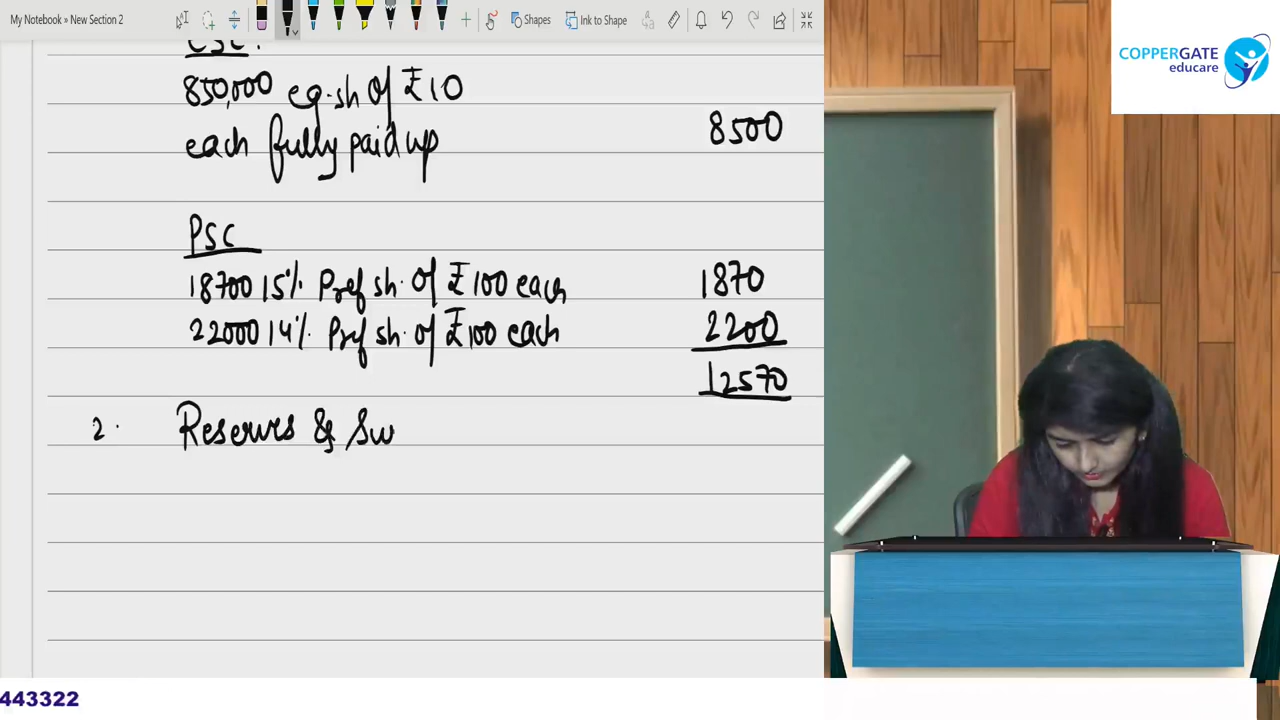 My Notebook » New Section 2
Shapes
Ink to Shape
COPPERGATE
educare
850,000 eq.sh of ₹10
each fully paid up
8500
PSC
18700 15% Pref sh. of ₹100 each
1870
22000 14% Pref sh. of ₹100 each
2200
12570
2. Reserves & Su
443322